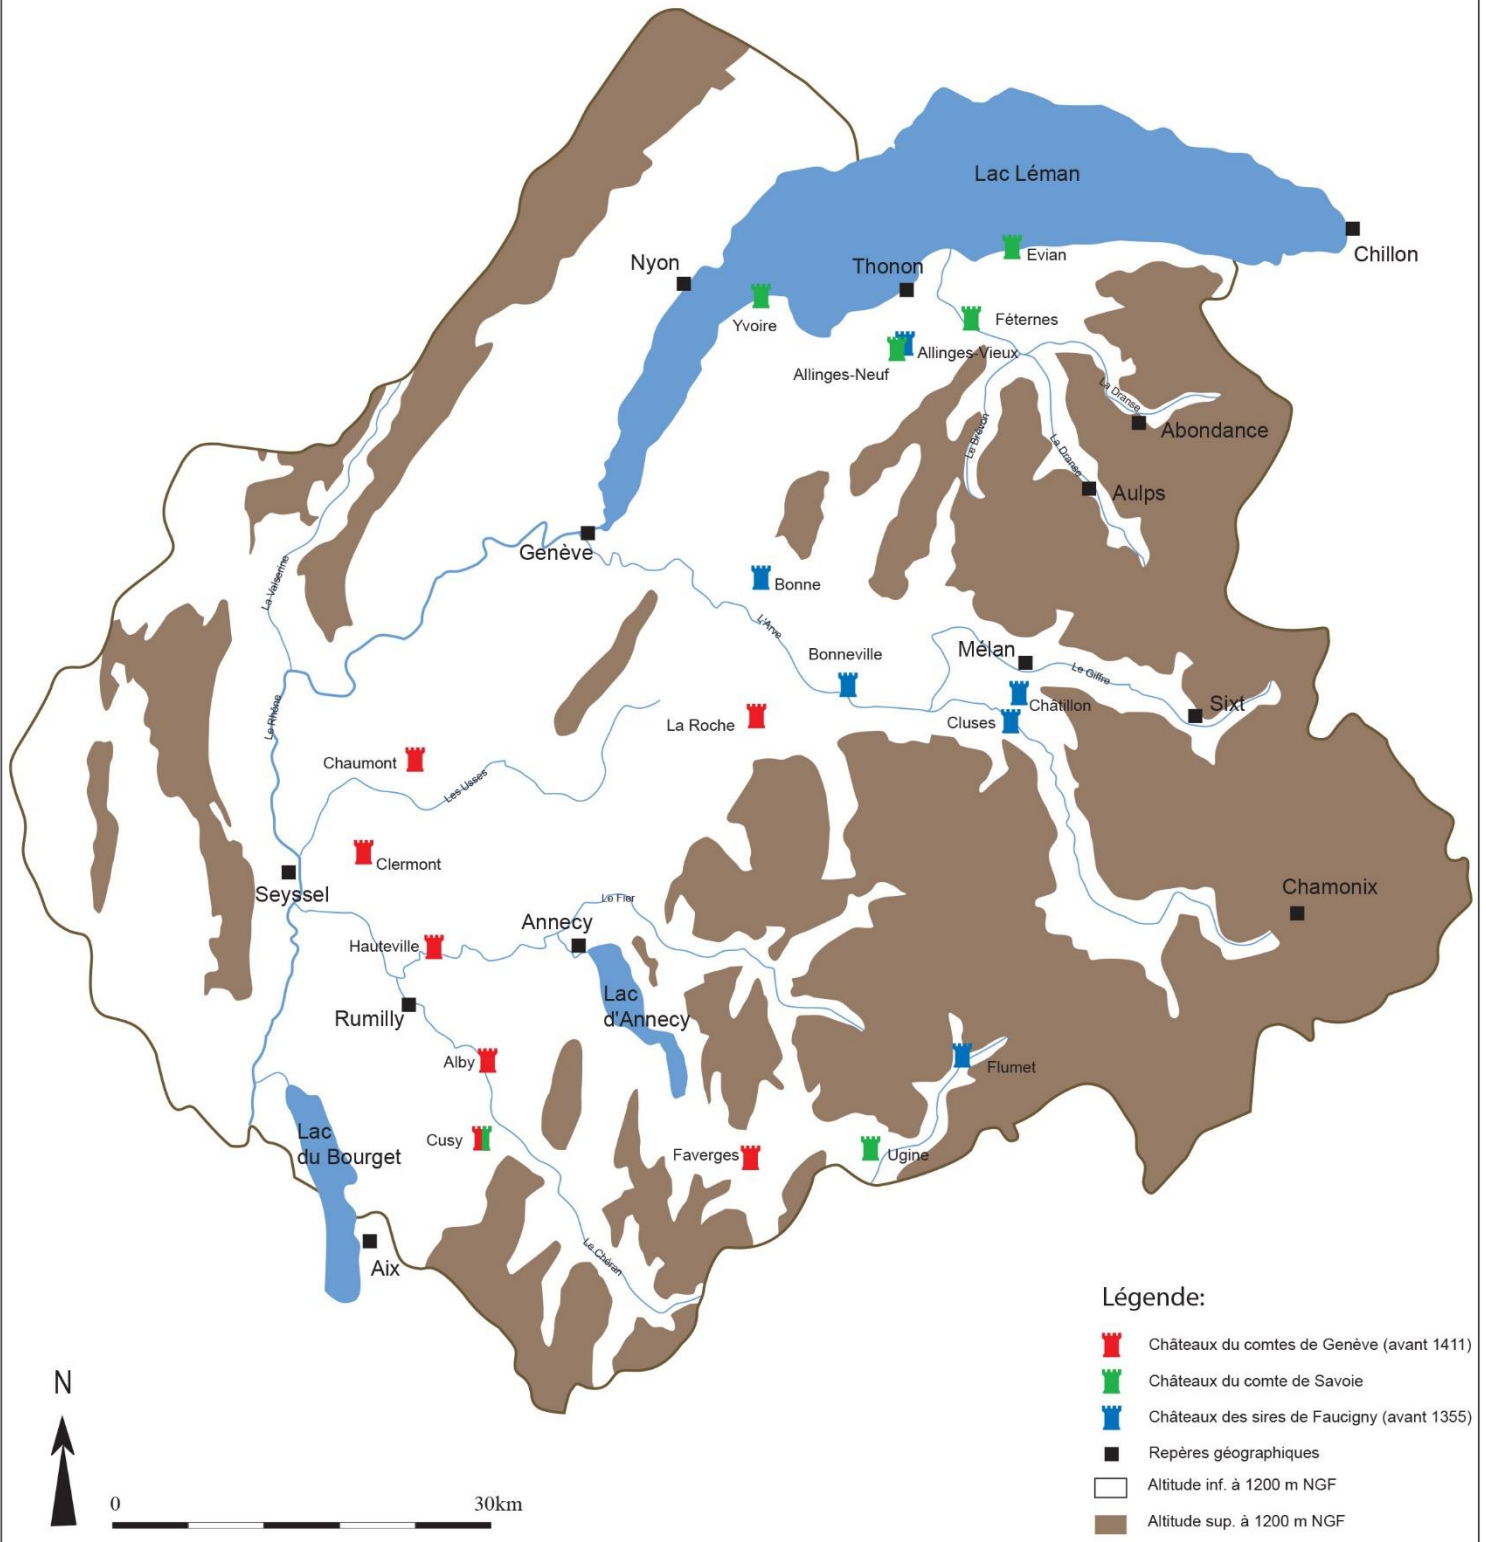 Lac Léman
Chillon
Evian
Nyon
Thonon
Yvoire
Féternes
Allinges-Vieux
Allinges-Neuf
La Dranse
Abondance
Le Brévon
La Dranse
Aulps
Genève
La Valserine
Bonne
L'Arve
Bonneville
Mélan
Le Giffre
Châtillon
Sixt
Cluses
Le Rhône
La Roche
Chaumont
Les Usses
Clermont
Seyssel
Chamonix
Le Fier
Annecy
Hauteville
Lac
d'Annecy
Rumilly
Alby
Flumet
Lac
du Bourget
Cusy
Faverges
Ugine
Aix
Le Chéran
Légende:
Châteaux du comtes de Genève (avant 1411)
Châteaux du comte de Savoie
Châteaux des sires de Faucigny (avant 1355)
Repères géographiques
Altitude inf. à 1200 m NGF
Altitude sup. à 1200 m NGF
N
0 30km